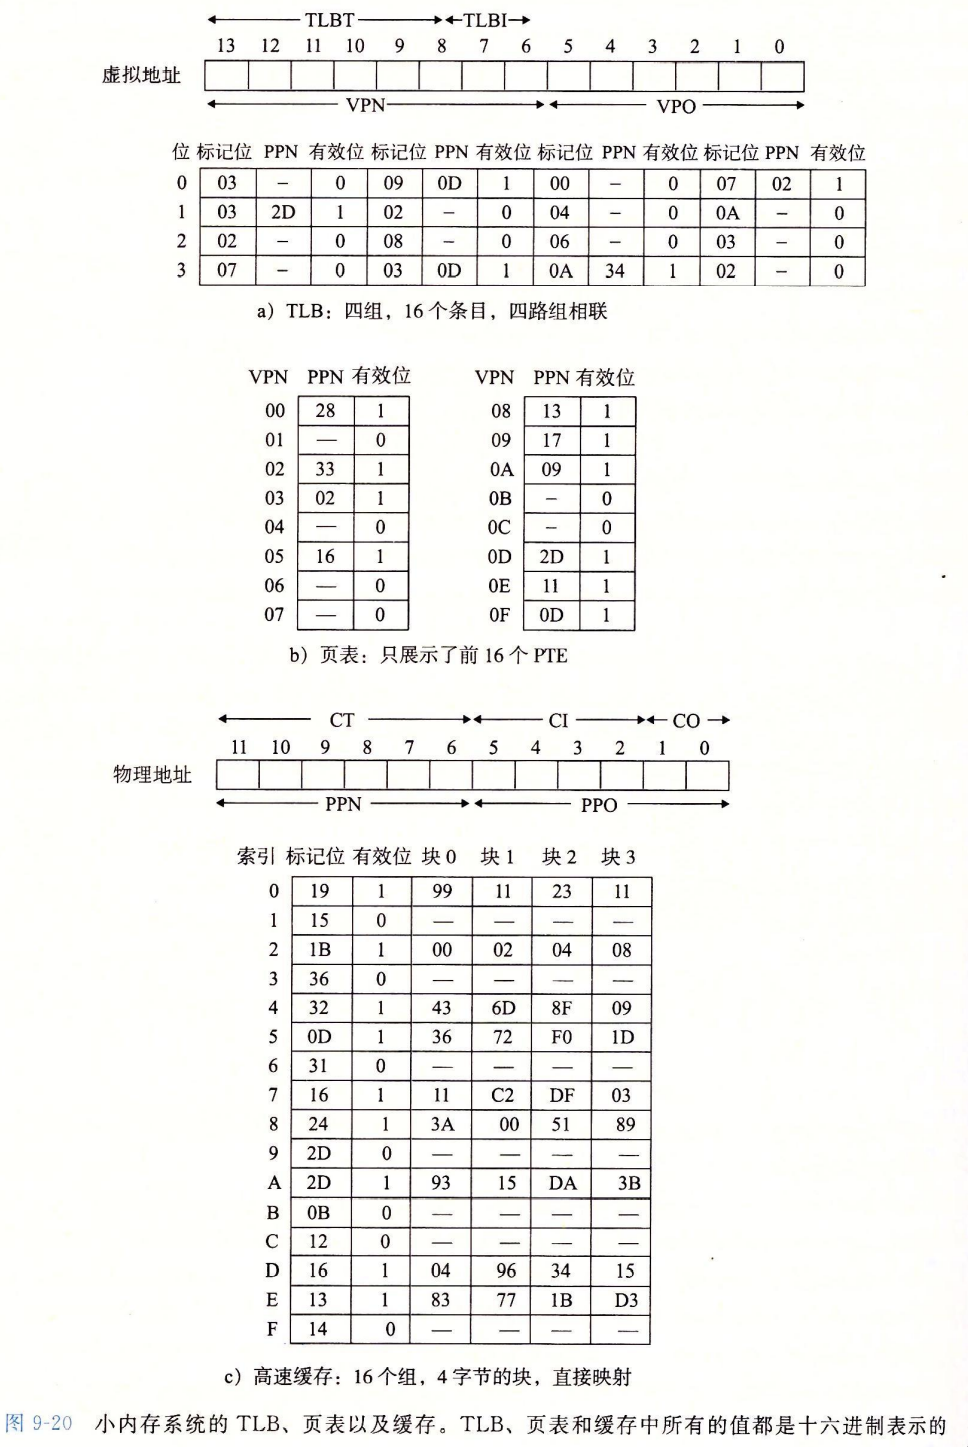 TLBT TLBI
13 12 11 10 9 8 7 6 5 4 3 2 1 0
虚拟地址
VPN VPO
位 标记位 PPN 有效位 标记位 PPN 有效位 标记位 PPN 有效位 标记位 PPN 有效位
0 03 – 0 09 0D 1 00 – 0 07 02 1
1 03 2D 1 02 – 0 04 – 0 0A – 0
2 02 – 0 08 – 0 06 – 0 03 – 0
3 07 – 0 03 0D 1 0A 34 1 02 – 0
a) TLB：四组，16个条目，四路组相联
VPN PPN 有效位 VPN PPN 有效位
00 28 1 08 13 1
01 — 0 09 17 1
02 33 1 0A 09 1
03 02 1 0B – 0
04 — 0 0C – 0
05 16 1 0D 2D 1
06 — 0 0E 11 1
07 — 0 0F 0D 1
b) 页表：只展示了前16个PTE
CT CI CO
11 10 9 8 7 6 5 4 3 2 1 0
物理地址
PPN PPO
索引 标记位 有效位 块0 块1 块2 块3
0 19 1 99 11 23 11
1 15 0 — — — —
2 1B 1 00 02 04 08
3 36 0 — — — —
4 32 1 43 6D 8F 09
5 0D 1 36 72 F0 1D
6 31 0 — — — —
7 16 1 11 C2 DF 03
8 24 1 3A 00 51 89
9 2D 0 — — — —
A 2D 1 93 15 DA 3B
B 0B 0 — — — —
C 12 0 — — — —
D 16 1 04 96 34 15
E 13 1 83 77 1B D3
F 14 0 — — — —
c) 高速缓存：16个组，4字节的块，直接映射
图 9-20 小内存系统的 TLB、页表以及缓存。TLB、页表和缓存中所有的值都是十六进制表示的